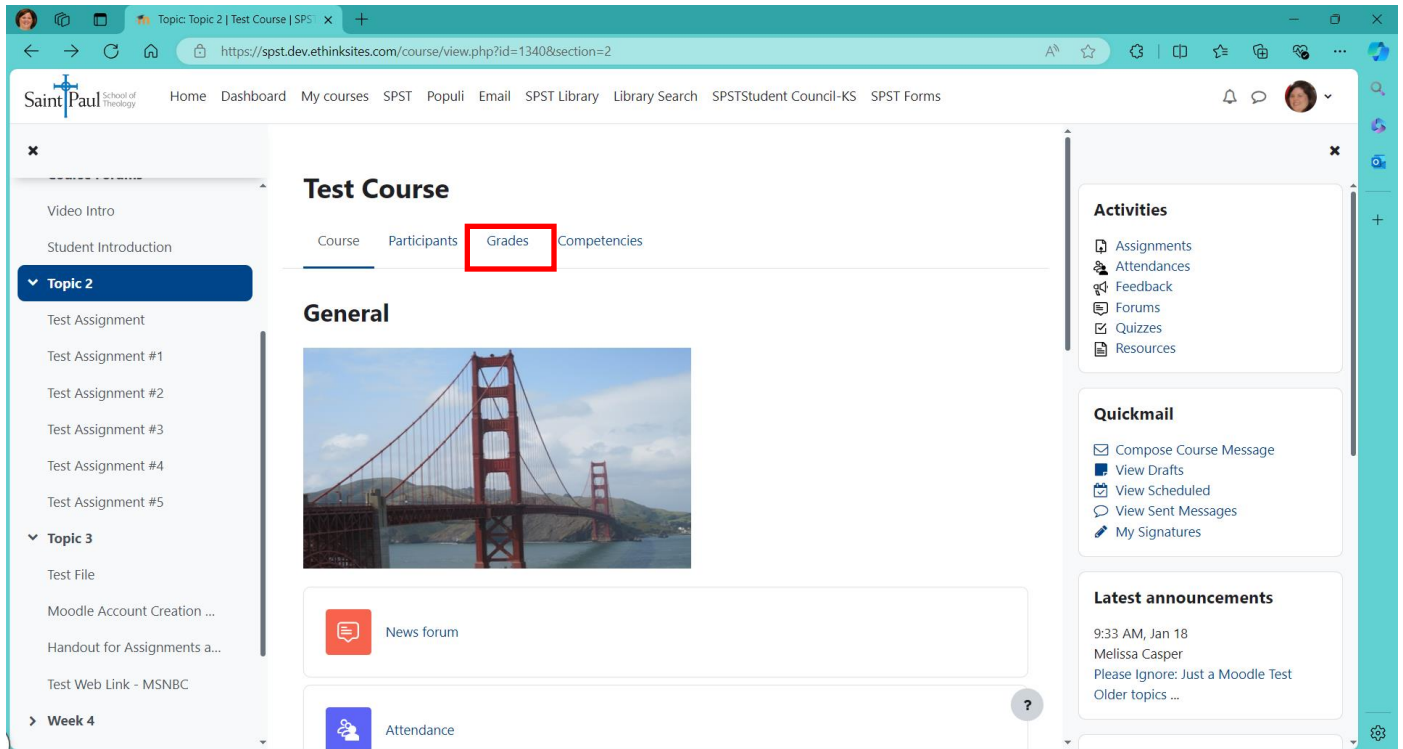 Topic: Topic 2 | Test Course | SPST
https://spst.dev.ethinksites.com/course/view.php?id=1340&section=2
Saint Paul School of Theology
Home Dashboard My courses SPST Populi Email SPST Library Library Search SPSTStudent Council-KS SPST Forms
Course Forums
Video Intro
Student Introduction
Topic 2
Test Assignment
Test Assignment #1
Test Assignment #2
Test Assignment #3
Test Assignment #4
Test Assignment #5
Topic 3
Test File
Moodle Account Creation ...
Handout for Assignments a...
Test Web Link - MSNBC
Week 4
Test Course
Course Participants Grades Competencies
General
News forum
Attendance
?
Activities
Assignments
Attendances
Feedback
Forums
Quizzes
Resources
Quickmail
Compose Course Message
View Drafts
View Scheduled
View Sent Messages
My Signatures
Latest announcements
9:33 AM, Jan 18
Melissa Casper
Please Ignore: Just a Moodle Test
Older topics ...